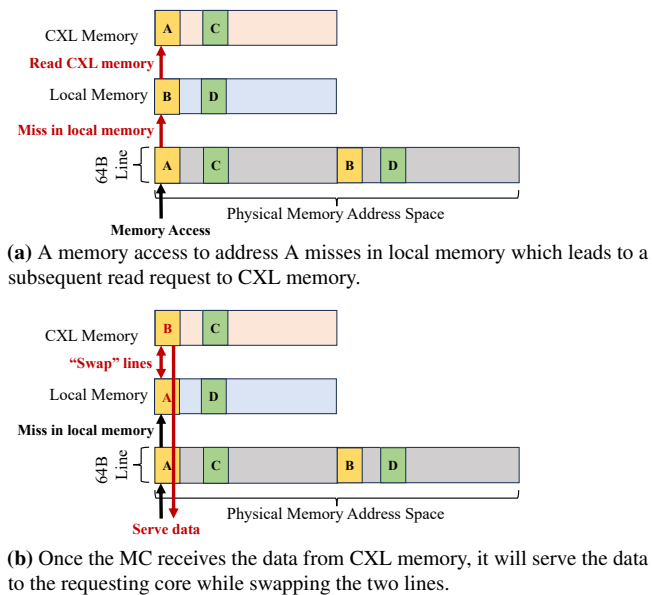 CXL Memory
A
C
Read CXL memory
Local Memory
B
D
Miss in local memory
64B
Line
A
C
B
D
Physical Memory Address Space
Memory Access
(a) A memory access to address A misses in local memory which leads to a
subsequent read request to CXL memory.
CXL Memory
B
C
“Swap” lines
Local Memory
A
D
Miss in local memory
64B
Line
A
C
B
D
Physical Memory Address Space
Serve data
(b) Once the MC receives the data from CXL memory, it will serve the data
to the requesting core while swapping the two lines.